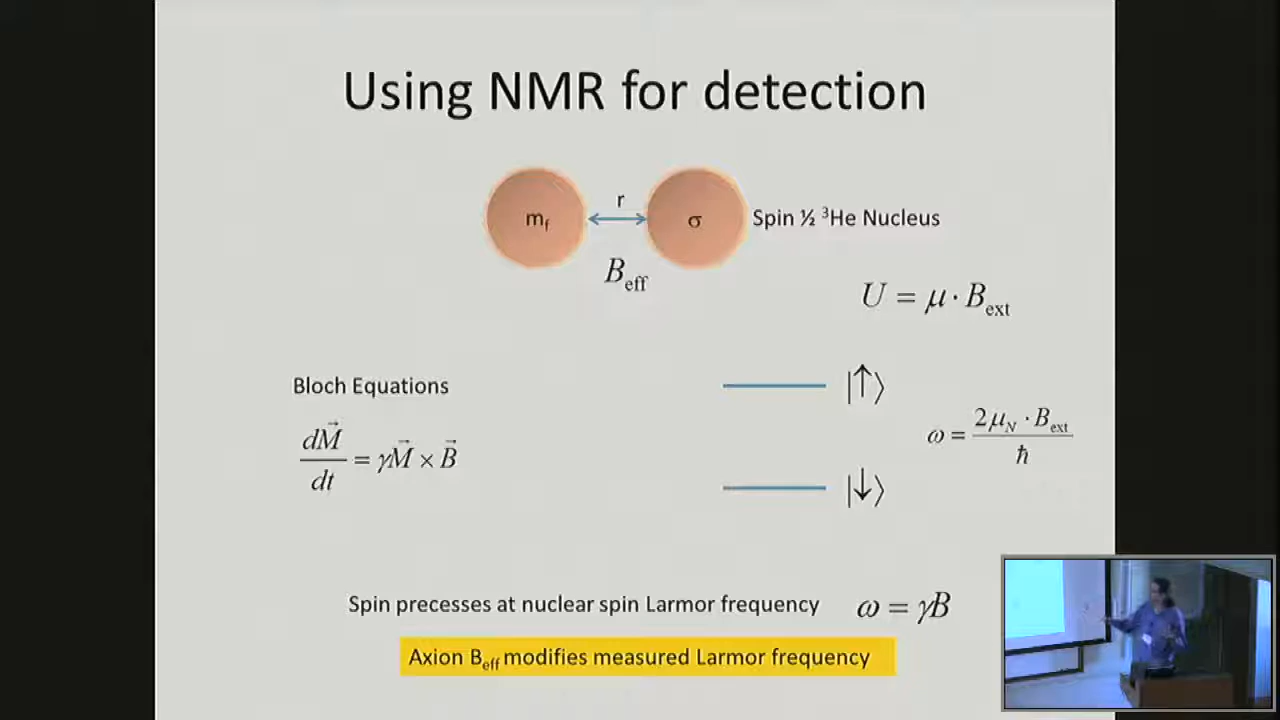 Using NMR for detection
m_f
r
σ
Spin ½ ³He Nucleus
B_eff
U = μ · B_ext
Bloch Equations
dM⃗/dt = γM⃗ × B⃗
|↑⟩
ω = 2μ_N · B_ext / ħ
|↓⟩
Spin precesses at nuclear spin Larmor frequency ω = γB
Axion B_eff modifies measured Larmor frequency